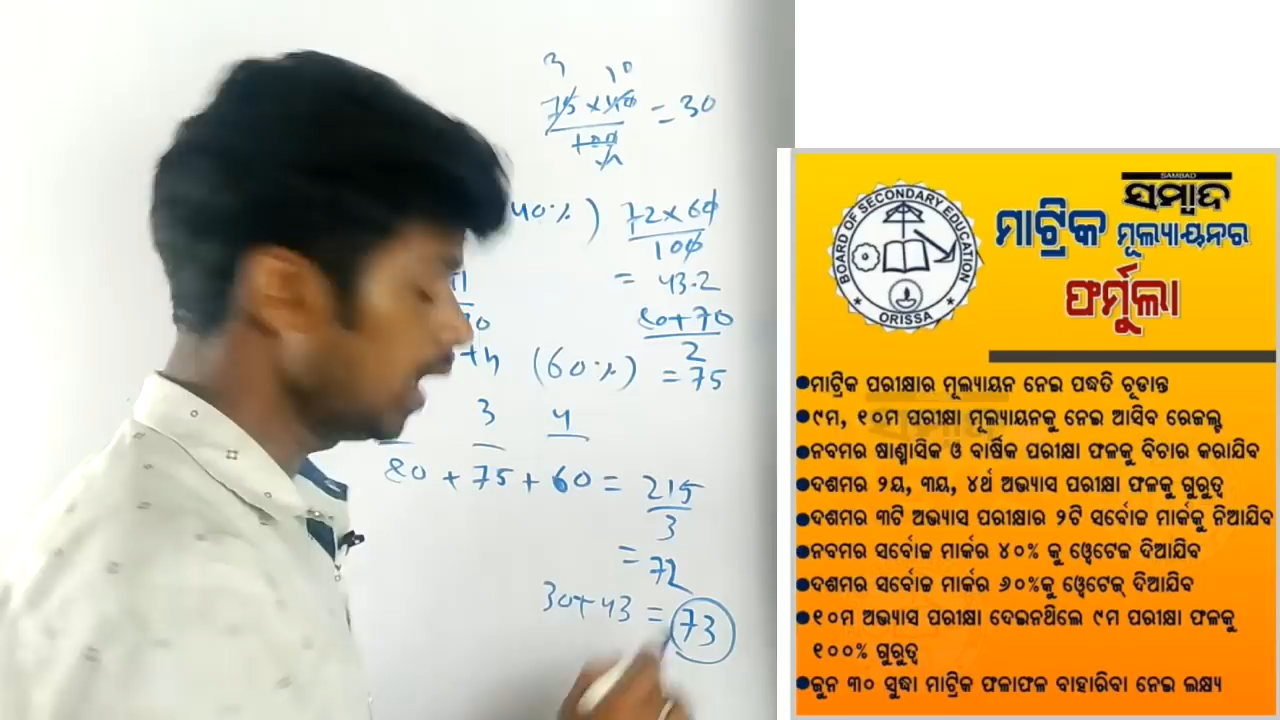 3 10
75 × 40 = 30
100
40%) 72 × 60
100
= 43.2
80 + 70
2
(60%) = 75
3 4
80 + 75 + 60 = 215
3
= 72
30 + 43 = 73
BOARD OF SECONDARY EDUCATION
ORISSA
SAMBAD
ସମ୍ବାଦ
ମାଟ୍ରିକ ମୂଲ୍ୟାୟନର
ଫର୍ମୁଲା
●ମାଟ୍ରିକ ପରୀକ୍ଷାର ମୂଲ୍ୟାୟନ ନେଇ ପଦ୍ଧତି ଚୂଡାନ୍ତ
●୯ମ, ୧୦ମ ପରୀକ୍ଷା ମୂଲ୍ୟାୟନକୁ ନେଇ ଆସିବ ରେଜଲ୍ଟ
●ନବମର ଷାଣ୍ମାସିକ ଓ ବାର୍ଷିକ ପରୀକ୍ଷା ଫଳକୁ ବିଚାର କରାଯିବ
●ଦଶମର ୨ୟ, ୩ୟ, ୪ର୍ଥ ଅଭ୍ୟାସ ପରୀକ୍ଷା ଫଳକୁ ଗୁରୁତ୍ୱ
●ଦଶମର ୩ଟି ଅଭ୍ୟାସ ପରୀକ୍ଷାର ୨ଟି ସର୍ବୋଚ୍ଚ ମାର୍କକୁ ନିଆଯିବ
●ନବମର ସର୍ବୋଚ୍ଚ ମାର୍କର ୪୦% କୁ ୱେଟେଜ ଦିଆଯିବ
●ଦଶମର ସର୍ବୋଚ୍ଚ ମାର୍କର ୬୦%କୁ ୱେଟେଜ୍ ଦିଆଯିବ
●୧୦ମ ଅଭ୍ୟାସ ପରୀକ୍ଷା ଦେଇନଥିଲେ ୯ମ ପରୀକ୍ଷା ଫଳକୁ
୧୦୦% ଗୁରୁତ୍ୱ
●ଜୁନ ୩୦ ସୁଦ୍ଧା ମାଟ୍ରିକ ଫଳାଫଳ ବାହାରିବା ନେଇ ଲକ୍ଷ୍ୟ